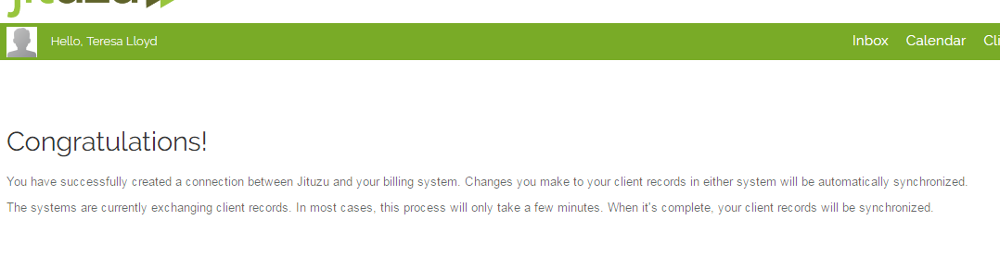 Hello, Teresa Lloyd
Inbox Calendar
Congratulations!
You have successfully created a connection between Jituzu and your billing system. Changes you make to your client records in either system will be automatically synchronized.
The systems are currently exchanging client records. In most cases, this process will only take a few minutes. When it's complete, your client records will be synchronized.